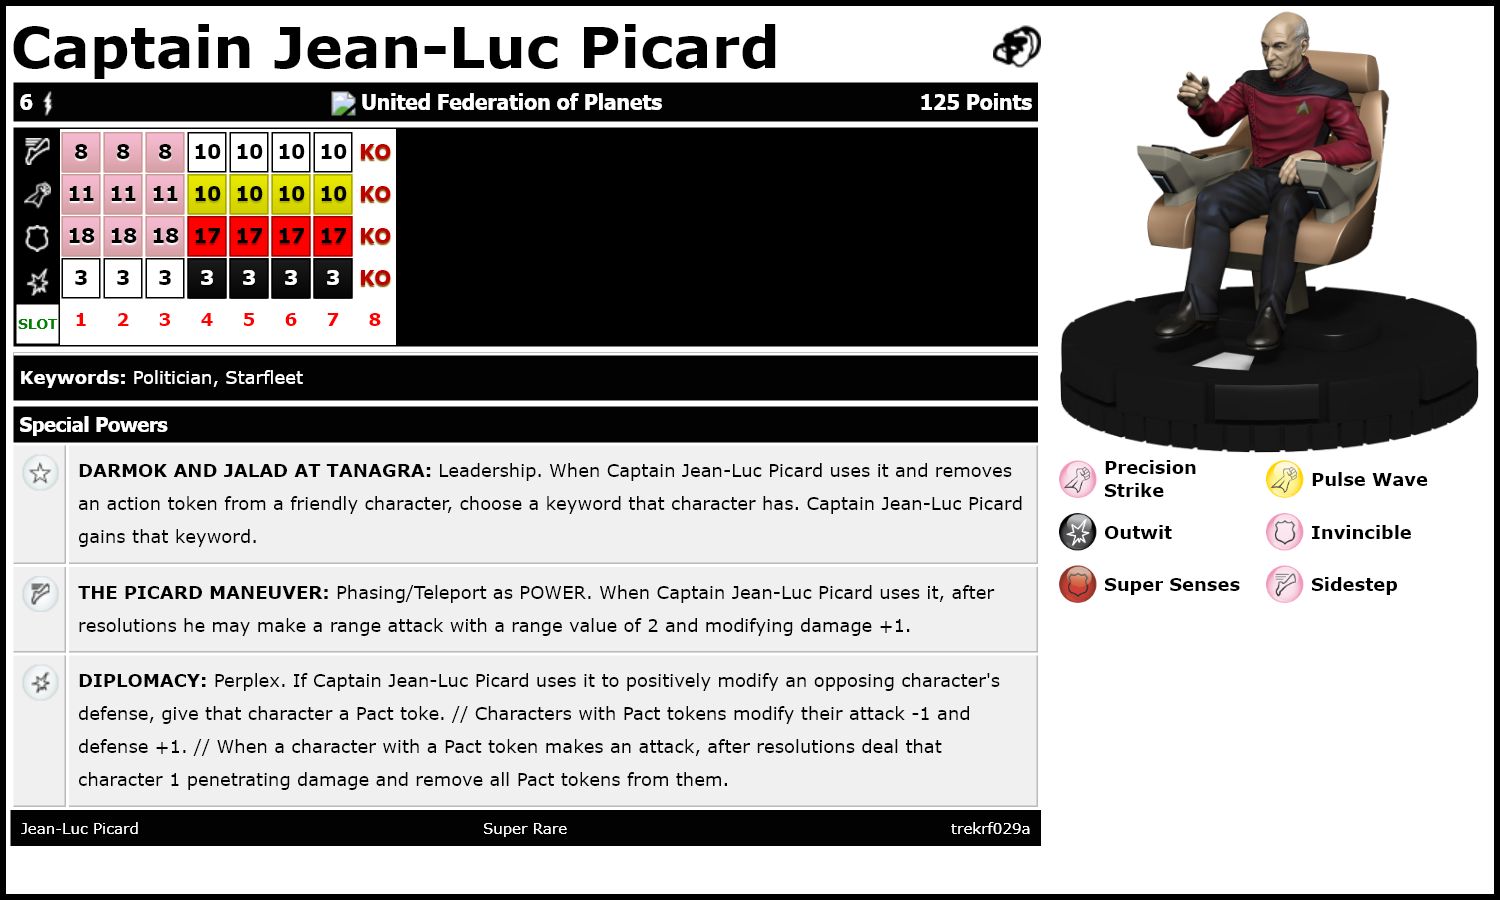 Captain Jean-Luc Picard
6 United Federation of Planets 125 Points
8 8 8 10 10 10 10 KO
11 11 11 10 10 10 10 KO
18 18 18 17 17 17 17 KO
3 3 3 3 3 3 3 KO
SLOT 1 2 3 4 5 6 7 8
Keywords: Politician, Starfleet
Special Powers
DARMOK AND JALAD AT TANAGRA: Leadership. When Captain Jean-Luc Picard uses it and removes
an action token from a friendly character, choose a keyword that character has. Captain Jean-Luc Picard
gains that keyword.
THE PICARD MANEUVER: Phasing/Teleport as POWER. When Captain Jean-Luc Picard uses it, after
resolutions he may make a range attack with a range value of 2 and modifying damage +1.
DIPLOMACY: Perplex. If Captain Jean-Luc Picard uses it to positively modify an opposing character's
defense, give that character a Pact toke. // Characters with Pact tokens modify their attack -1 and
defense +1. // When a character with a Pact token makes an attack, after resolutions deal that
character 1 penetrating damage and remove all Pact tokens from them.
Jean-Luc Picard Super Rare trekrf029a
Precision
Strike
Pulse Wave
Outwit
Invincible
Super Senses
Sidestep